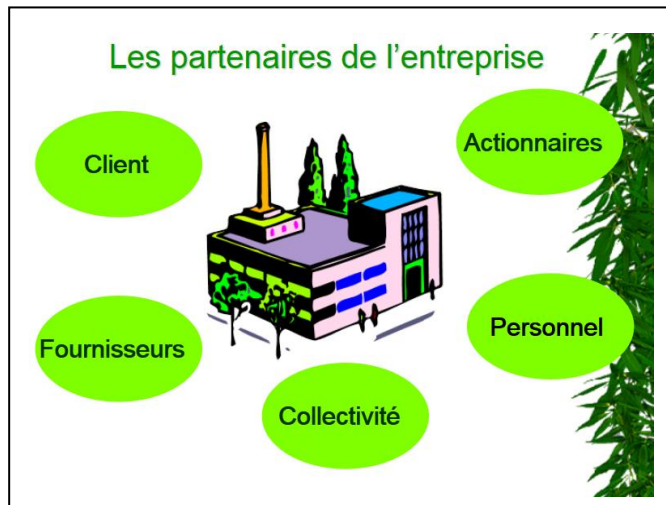 Les partenaires de l’entreprise
Client
Actionnaires
Fournisseurs
Personnel
Collectivité